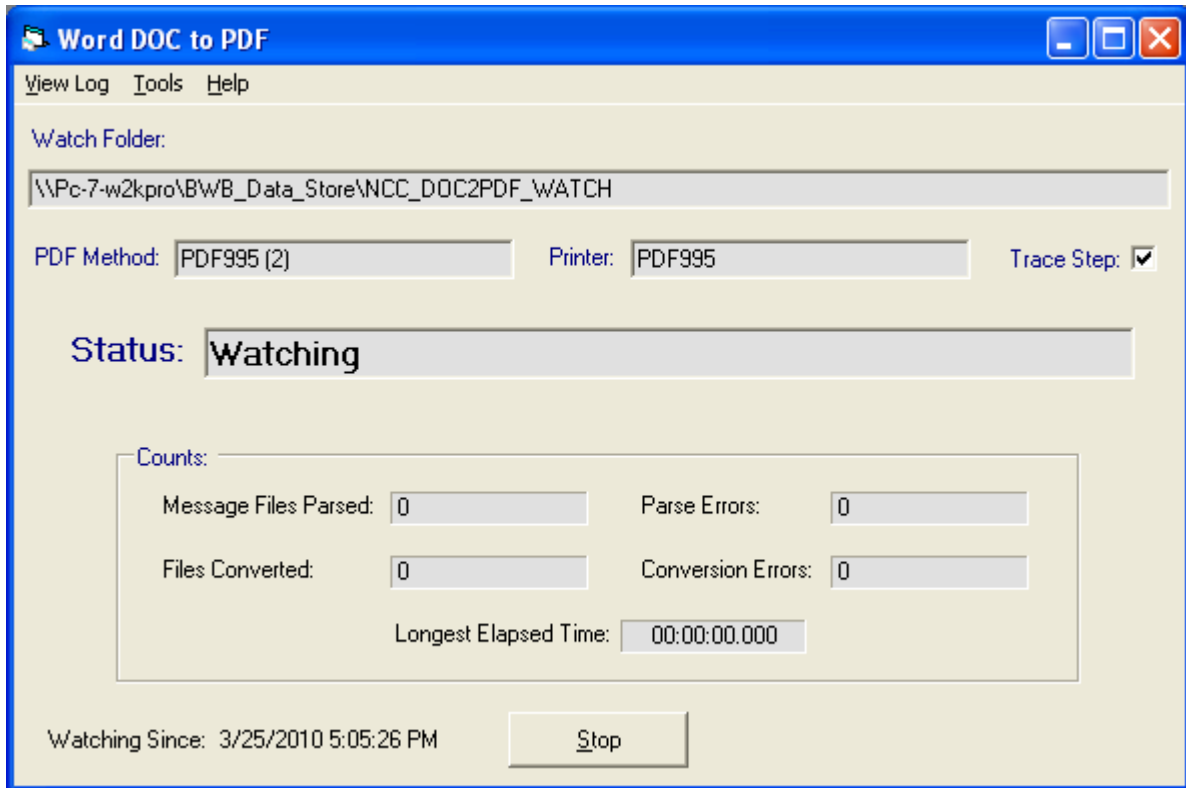 Word DOC to PDF
View Log Tools Help
Watch Folder:
\\Pc-7-w2kpro\BWB_Data_Store\NCC_DOC2PDF_WATCH
PDF Method: PDF995 (2) Printer: PDF995 Trace Step:
Status: Watching
Counts:
Message Files Parsed: 0 Parse Errors: 0
Files Converted: 0 Conversion Errors: 0
Longest Elapsed Time: 00:00:00.000
Watching Since: 3/25/2010 5:05:26 PM Stop